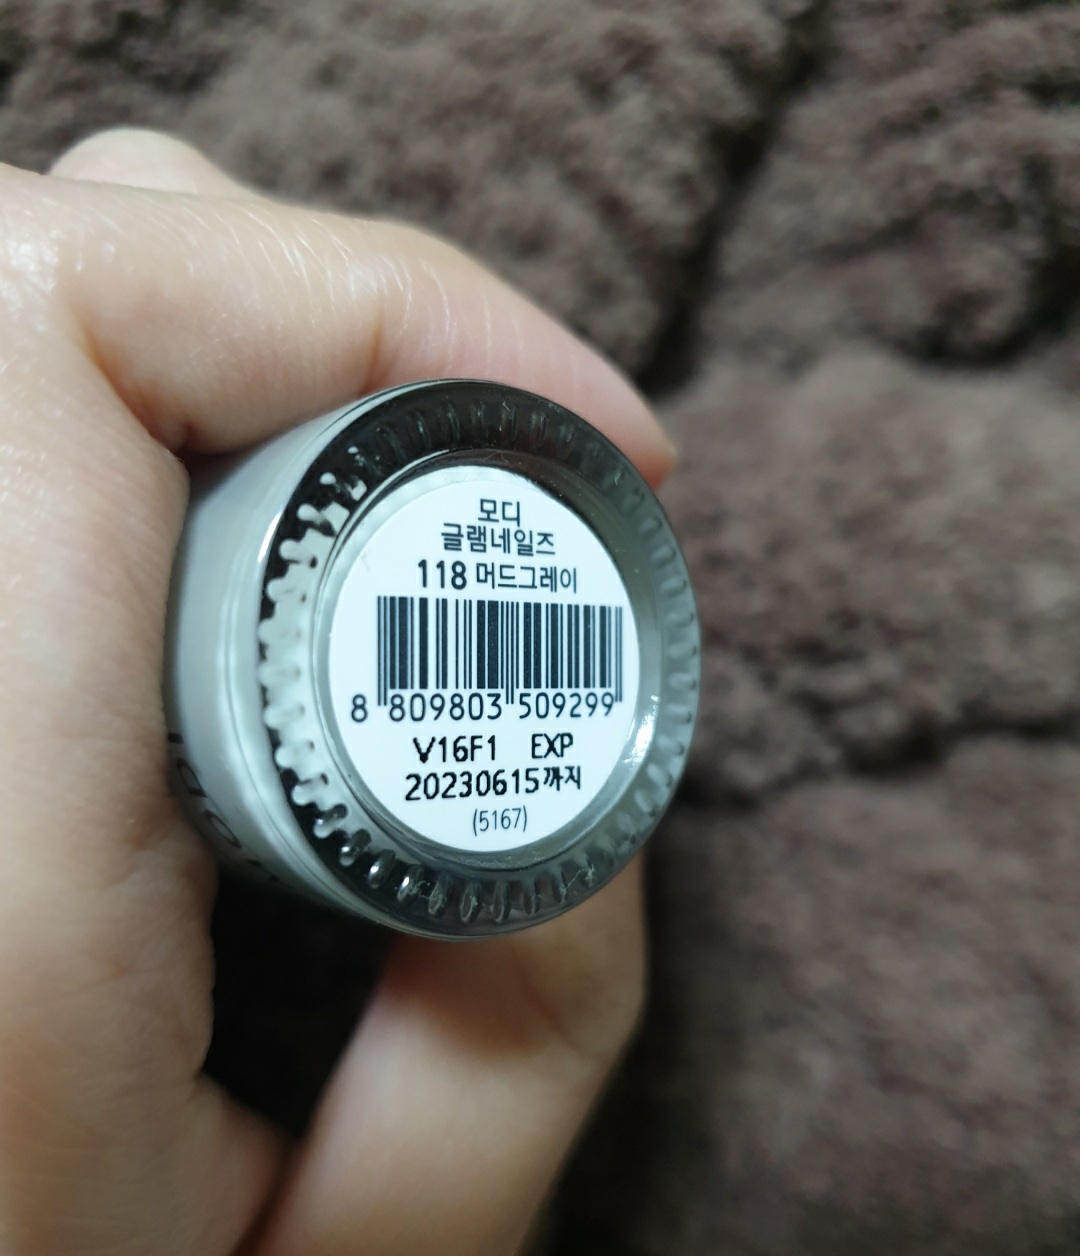 모디
글램네일즈
118 머드그레이
8 809803 509299
V16F1 EXP
20230615까지
(5167)